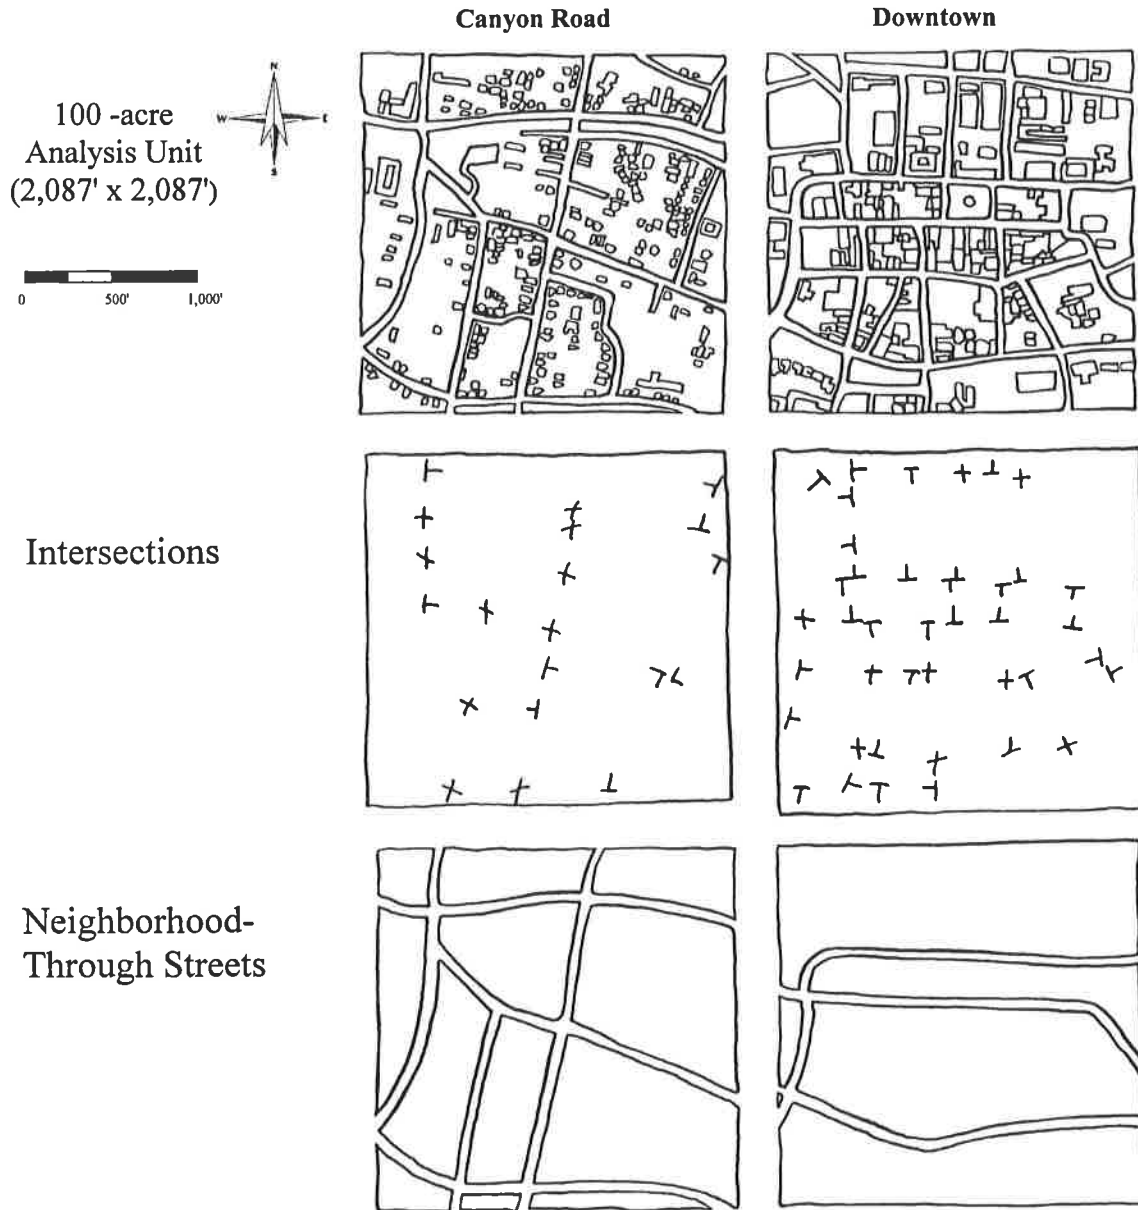 Canyon Road
Downtown
100 -acre
Analysis Unit
(2,087' x 2,087')
N
W
E
S
0
500'
1,000'
Intersections
Neighborhood-
Through Streets